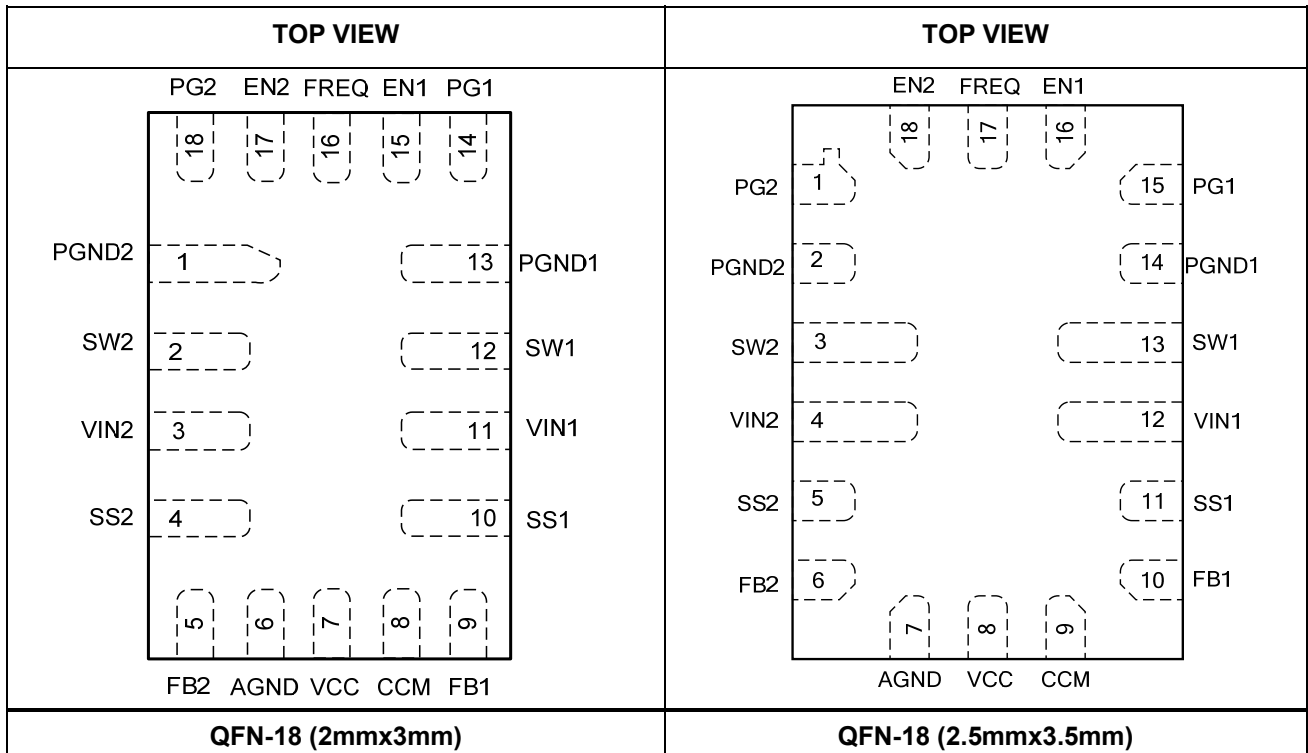 TOP VIEW
PG2 EN2 FREQ EN1 PG1
18 17 16 15 14
PGND2 1 13 PGND1
SW2 2 12 SW1
VIN2 3 11 VIN1
SS2 4 10 SS1
5 6 7 8 9
FB2 AGND VCC CCM FB1
QFN-18 (2mmx3mm)
TOP VIEW
EN2 FREQ EN1
18 17 16
PG2 1 15 PG1
PGND2 2 14 PGND1
SW2 3 13 SW1
VIN2 4 12 VIN1
SS2 5 11 SS1
FB2 6 10 FB1
7 8 9
AGND VCC CCM
QFN-18 (2.5mmx3.5mm)